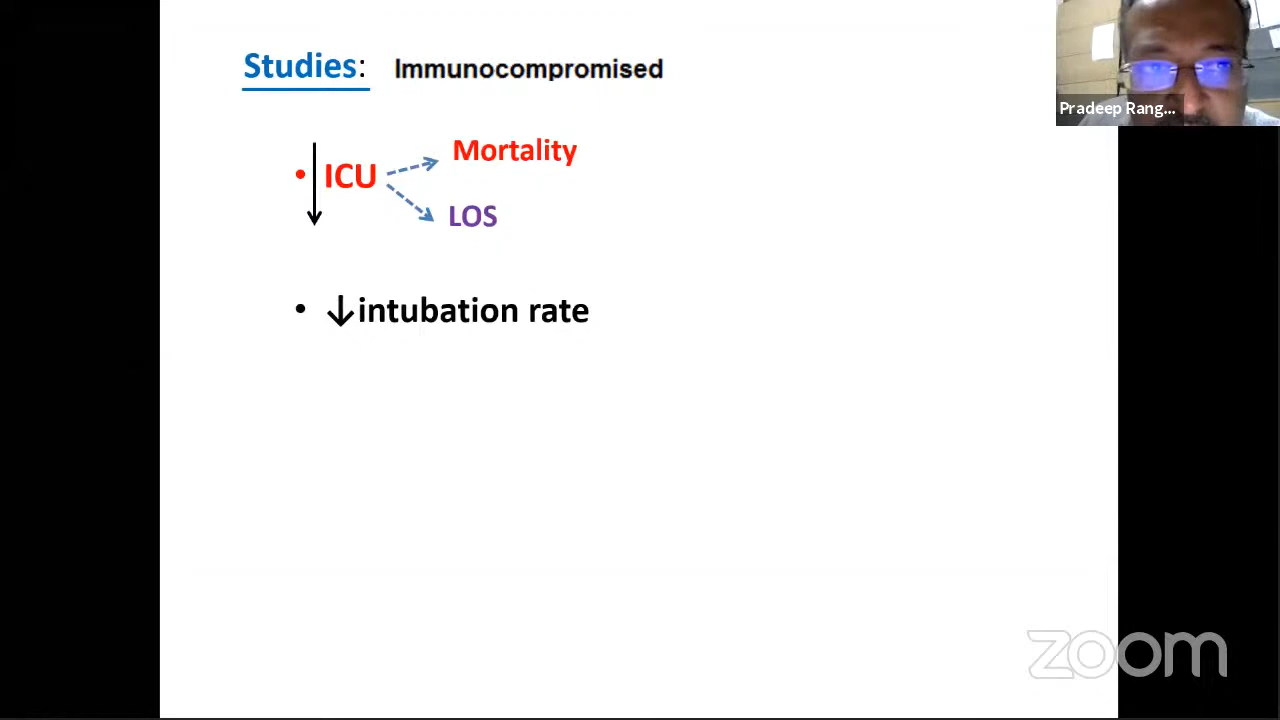 Studies: Immunocompromised
Pradeep Rang...
• ICU
Mortality
LOS
• ↓intubation rate
zoom